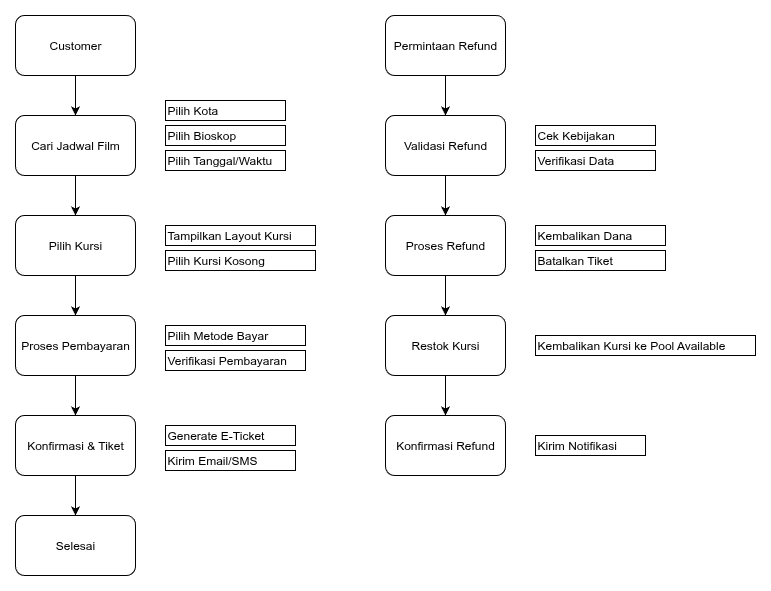 Customer
Cari Jadwal Film
Pilih Kota
Pilih Bioskop
Pilih Tanggal/Waktu
Pilih Kursi
Tampilkan Layout Kursi
Pilih Kursi Kosong
Proses Pembayaran
Pilih Metode Bayar
Verifikasi Pembayaran
Konfirmasi & Tiket
Generate E-Ticket
Kirim Email/SMS
Selesai
Permintaan Refund
Validasi Refund
Cek Kebijakan
Verifikasi Data
Proses Refund
Kembalikan Dana
Batalkan Tiket
Restok Kursi
Kembalikan Kursi ke Pool Available
Konfirmasi Refund
Kirim Notifikasi